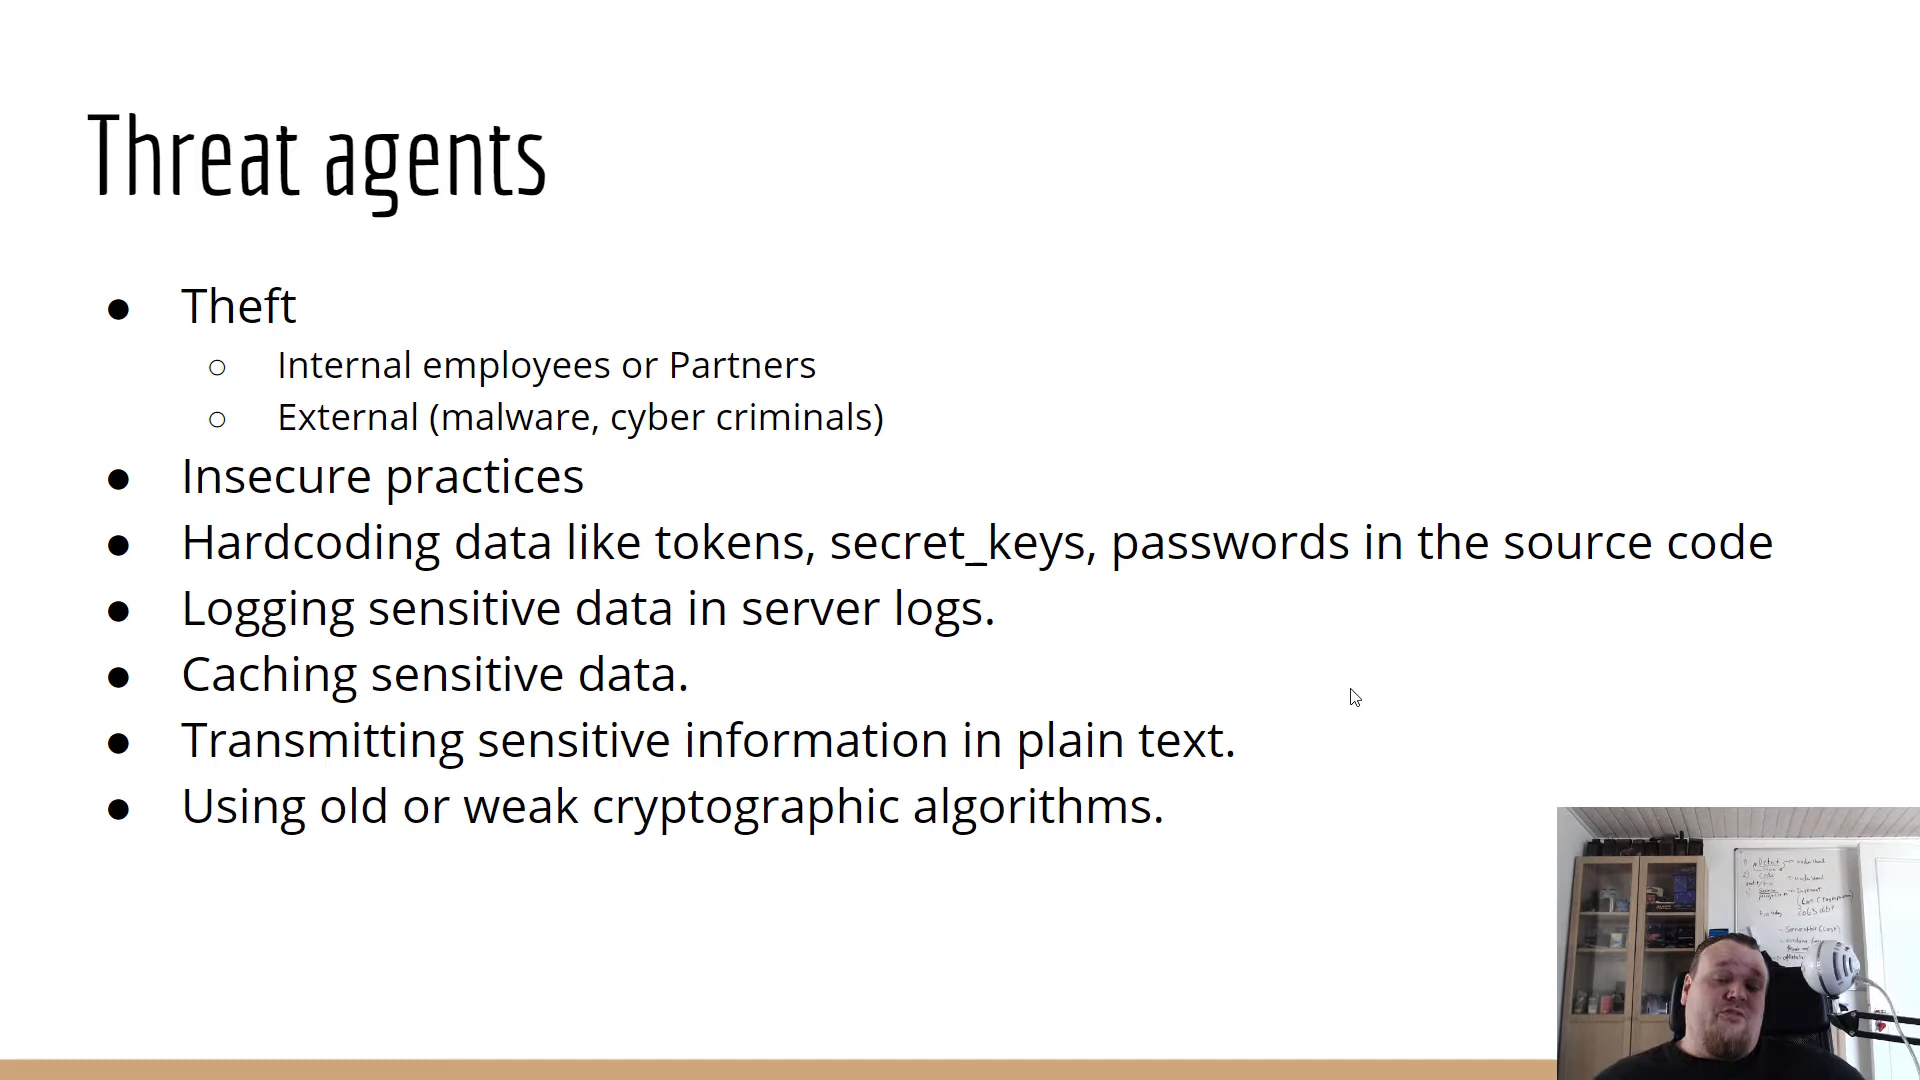 Threat agents
● Theft
○ Internal employees or Partners
○ External (malware, cyber criminals)
● Insecure practices
● Hardcoding data like tokens, secret_keys, passwords in the source code
● Logging sensitive data in server logs.
● Caching sensitive data.
● Transmitting sensitive information in plain text.
● Using old or weak cryptographic algorithms.